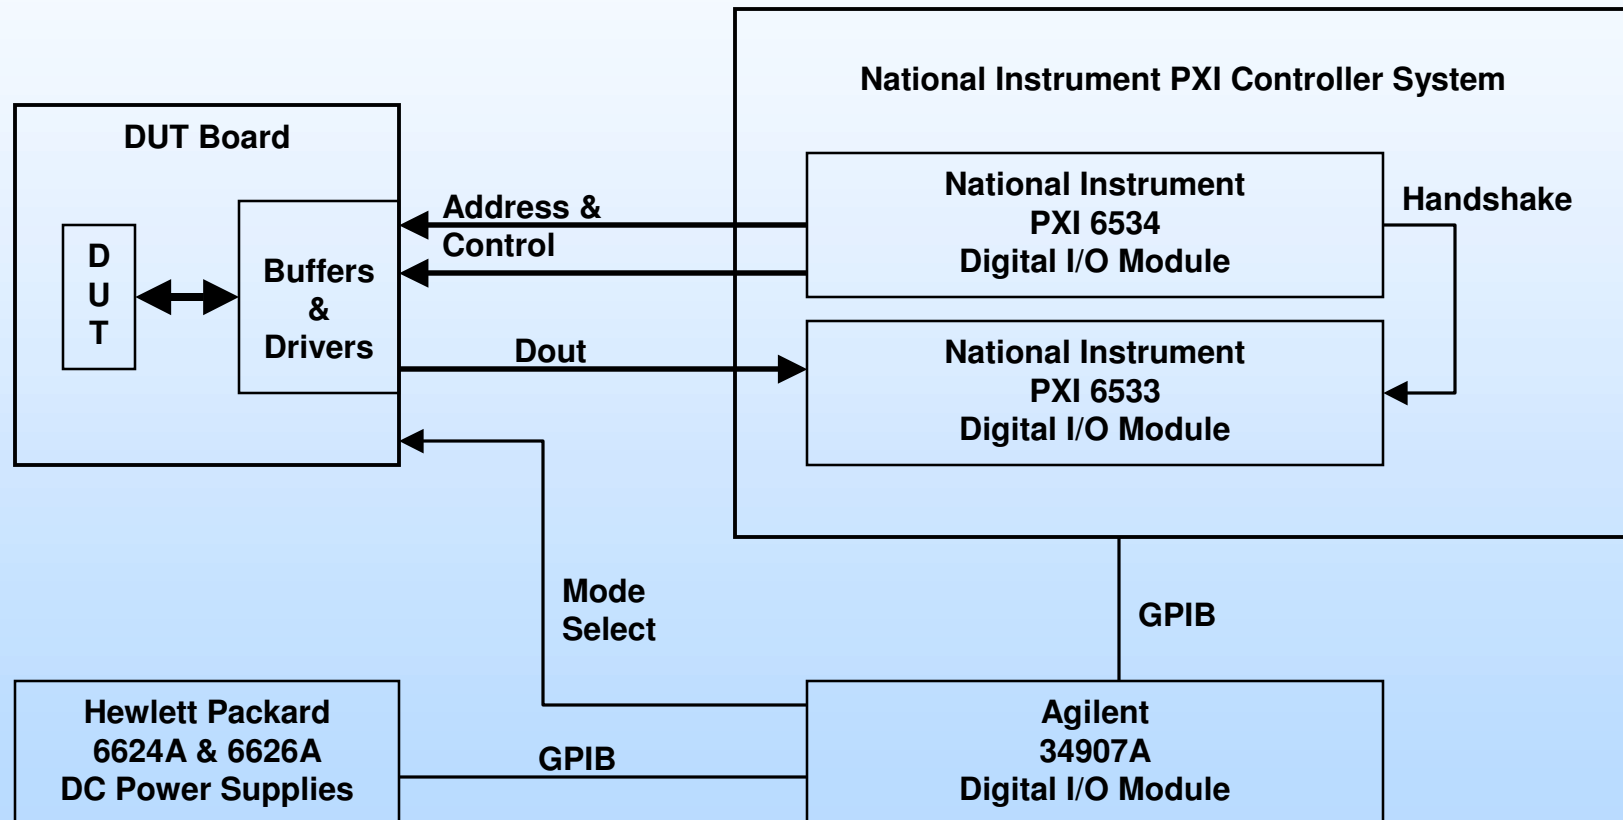 National Instrument PXI Controller System
DUT Board
National Instrument
PXI 6534
Digital I/O Module
Handshake
Address &
Control
D
U
T
Buffers
&
Drivers
Dout
National Instrument
PXI 6533
Digital I/O Module
Mode
Select
GPIB
Hewlett Packard
6624A & 6626A
DC Power Supplies
GPIB
Agilent
34907A
Digital I/O Module